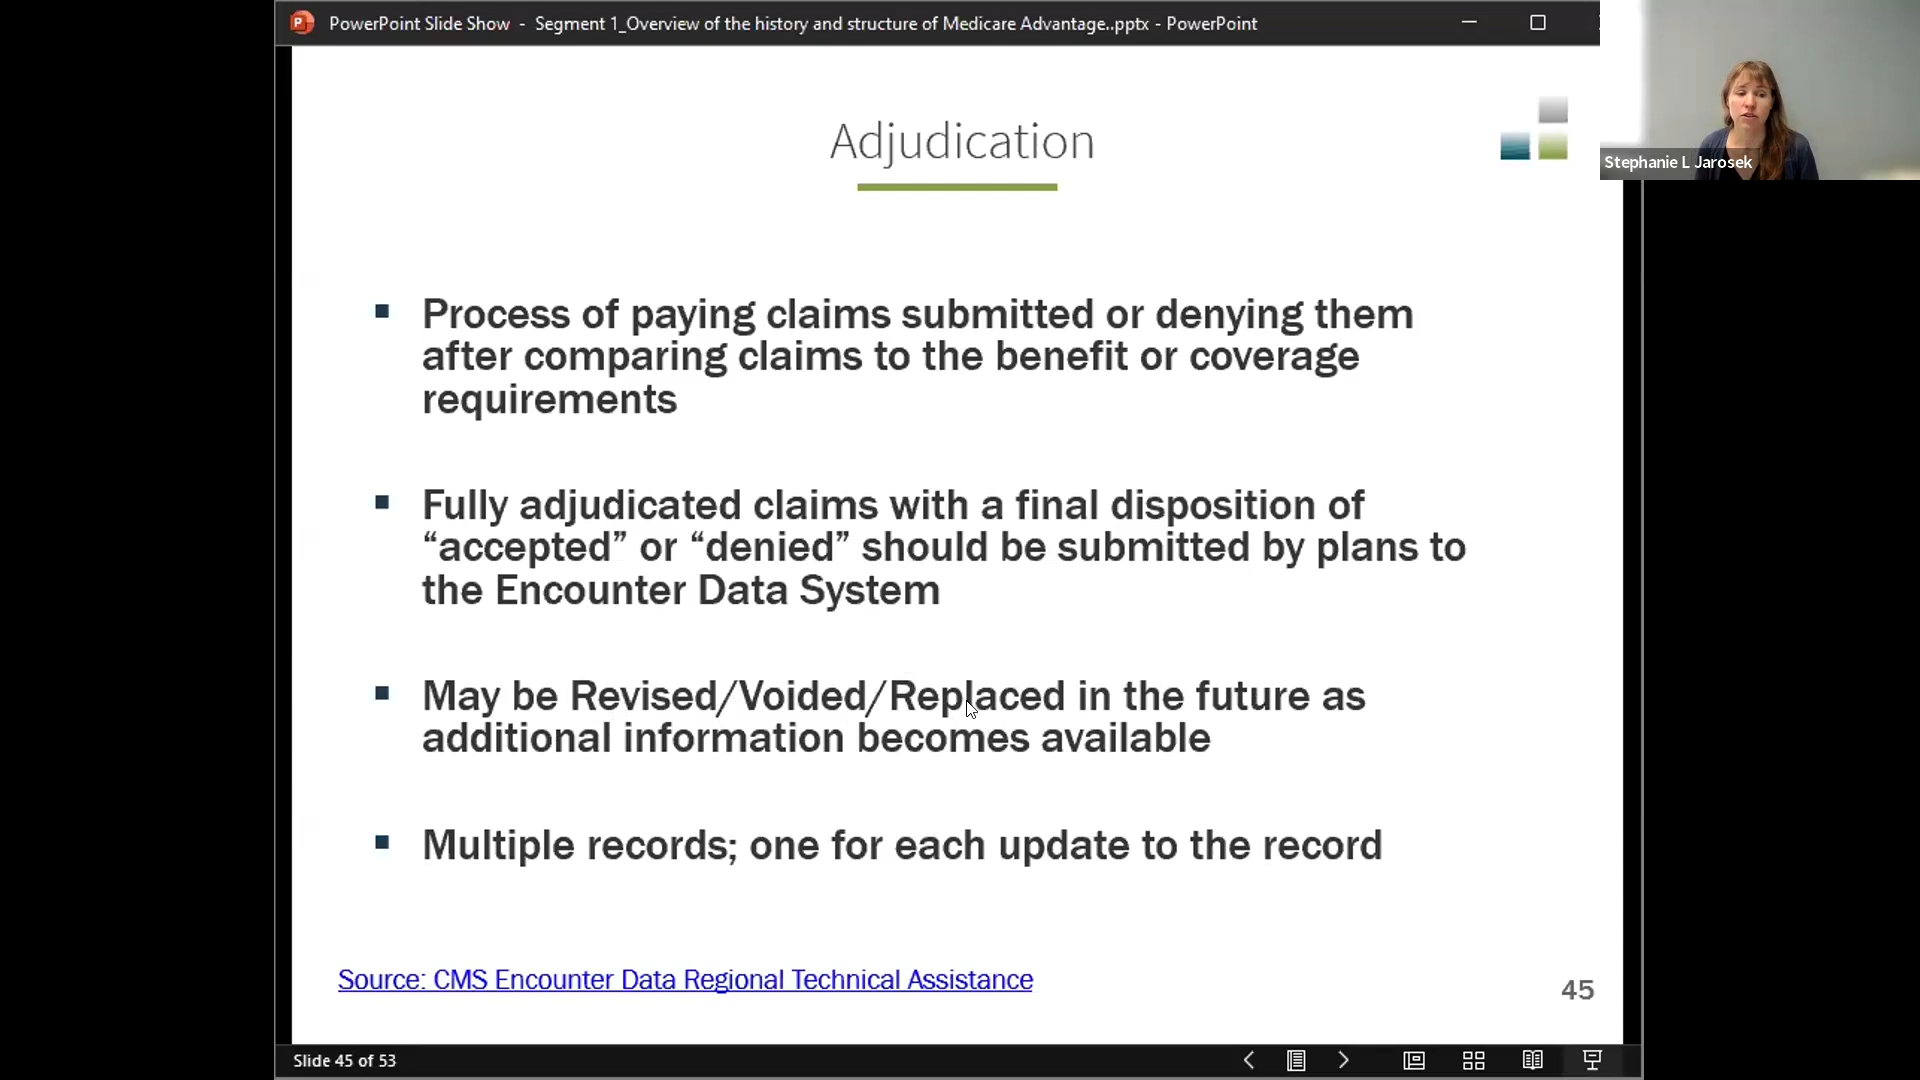 PowerPoint Slide Show - Segment 1_Overview of the history and structure of Medicare Advantage..pptx - PowerPoint
Adjudication
Stephanie L Jarosek
Process of paying claims submitted or denying them
after comparing claims to the benefit or coverage
requirements
Fully adjudicated claims with a final disposition of
“accepted” or “denied” should be submitted by plans to
the Encounter Data System
May be Revised/Voided/Replaced in the future as
additional information becomes available
Multiple records; one for each update to the record
Source: CMS Encounter Data Regional Technical Assistance
45
Slide 45 of 53